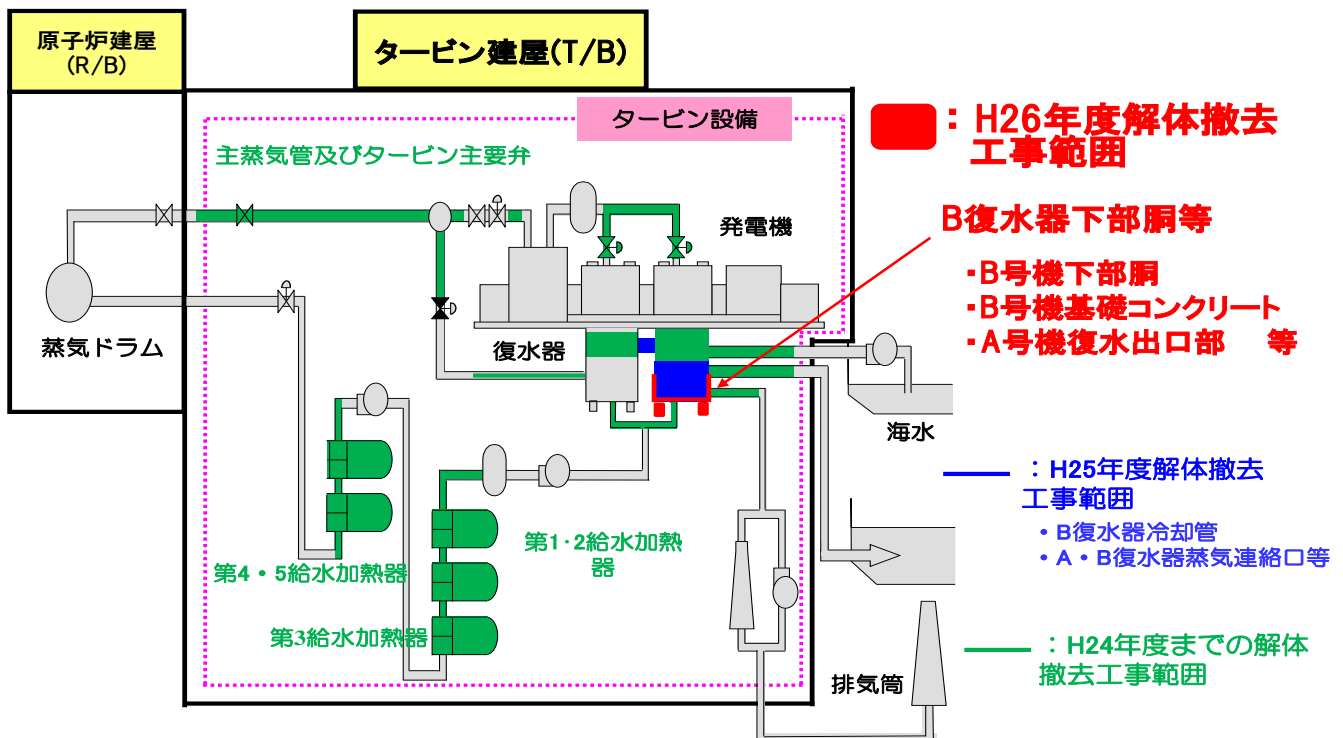 原子炉建屋
(R/B)
タービン建屋(T/B)
タービン設備
主蒸気管及びタービン主要弁
：H26年度解体撤去
工事範囲
B復水器下部胴等
・B号機下部胴
・B号機基礎コンクリート
・A号機復水出口部　等
発電機
蒸気ドラム
復水器
海水
：H25年度解体撤去
工事範囲
・B復水器冷却管
・A・B復水器蒸気連絡口等
第1・2給水加熱
器
第4・5給水加熱器
第3給水加熱器
：H24年度までの解体
撤去工事範囲
排気筒